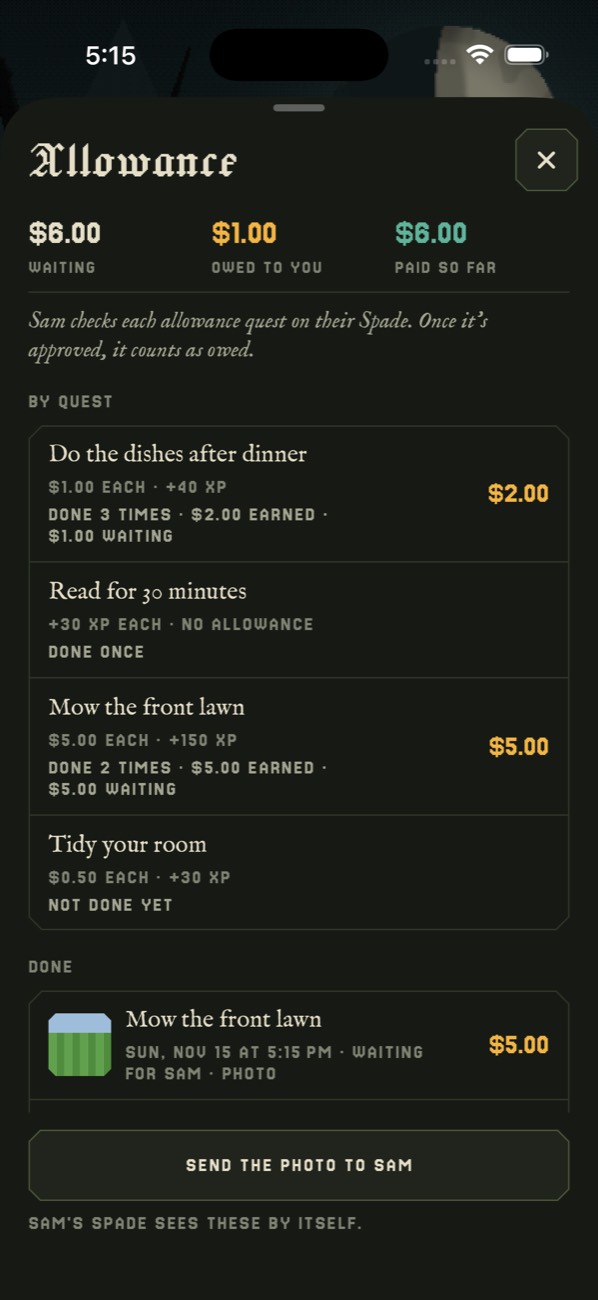 5:15
Allowance
$6.00 $1.00 $6.00
WAITING OWED TO YOU PAID SO FAR
Sam checks each allowance quest on their Spade. Once it's
approved, it counts as owed.
BY QUEST
Do the dishes after dinner
$1.00 EACH · +40 XP
$2.00
DONE 3 TIMES · $2.00 EARNED ·
$1.00 WAITING
Read for 30 minutes
+30 XP EACH · NO ALLOWANCE
DONE ONCE
Mow the front lawn
$5.00 EACH · +150 XP
$5.00
DONE 2 TIMES · $5.00 EARNED ·
$5.00 WAITING
Tidy your room
$0.50 EACH · +30 XP
NOT DONE YET
DONE
Mow the front lawn
$5.00
SUN, NOV 15 AT 5:15 PM · WAITING
FOR SAM · PHOTO
SEND THE PHOTO TO SAM
SAM'S SPADE SEES THESE BY ITSELF.